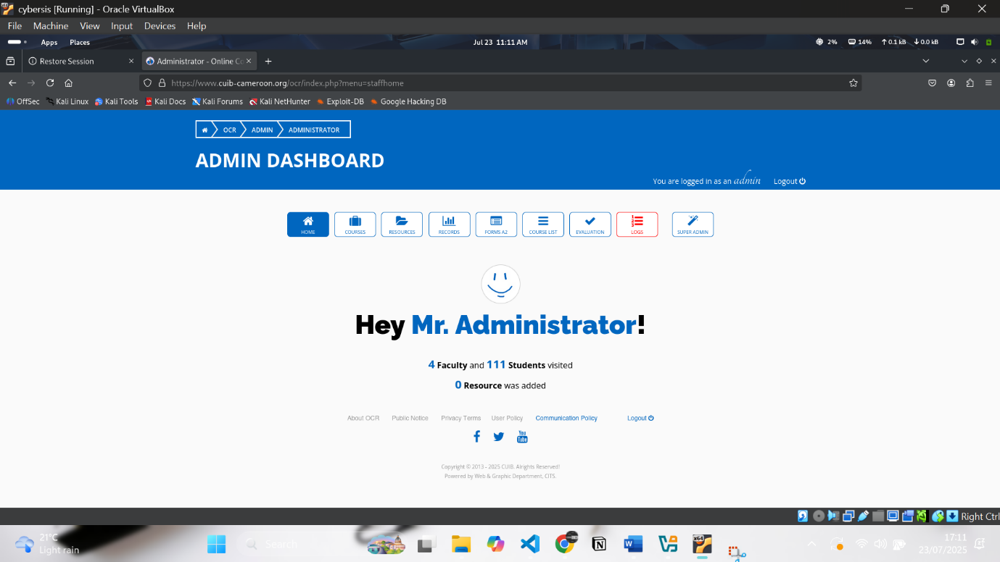 cybersis [Running] - Oracle VirtualBox
File Machine View Input Devices Help
Apps Places Jul 23 11:11 AM 2% 14% 0.1 kB 0.0 kB
Restore Session Administrator - Online Co
https://www.cuib-cameroon.org/ocr/index.php?menu=staffhome
OffSec Kali Linux Kali Tools Kali Docs Kali Forums Kali NetHunter Exploit-DB Google Hacking DB
OCR ADMIN ADMINISTRATOR
ADMIN DASHBOARD
You are logged in as an admin Logout
HOME COURSES RESOURCES RECORDS FORMS A2 COURSE LIST EVALUATION LOGS SUPER ADMIN
Hey Mr. Administrator!
4 Faculty and 111 Students visited
0 Resource was added
About OCR Public Notice Privacy Terms User Policy Communication Policy Logout
You Tube
Copyright © 2013 - 2025 CUIB. Alrights Reserved!
Powered by Web & Graphic Department, CITS.
Right Ctrl
21°C
Light rain
Search
x64
17:11
23/07/2025